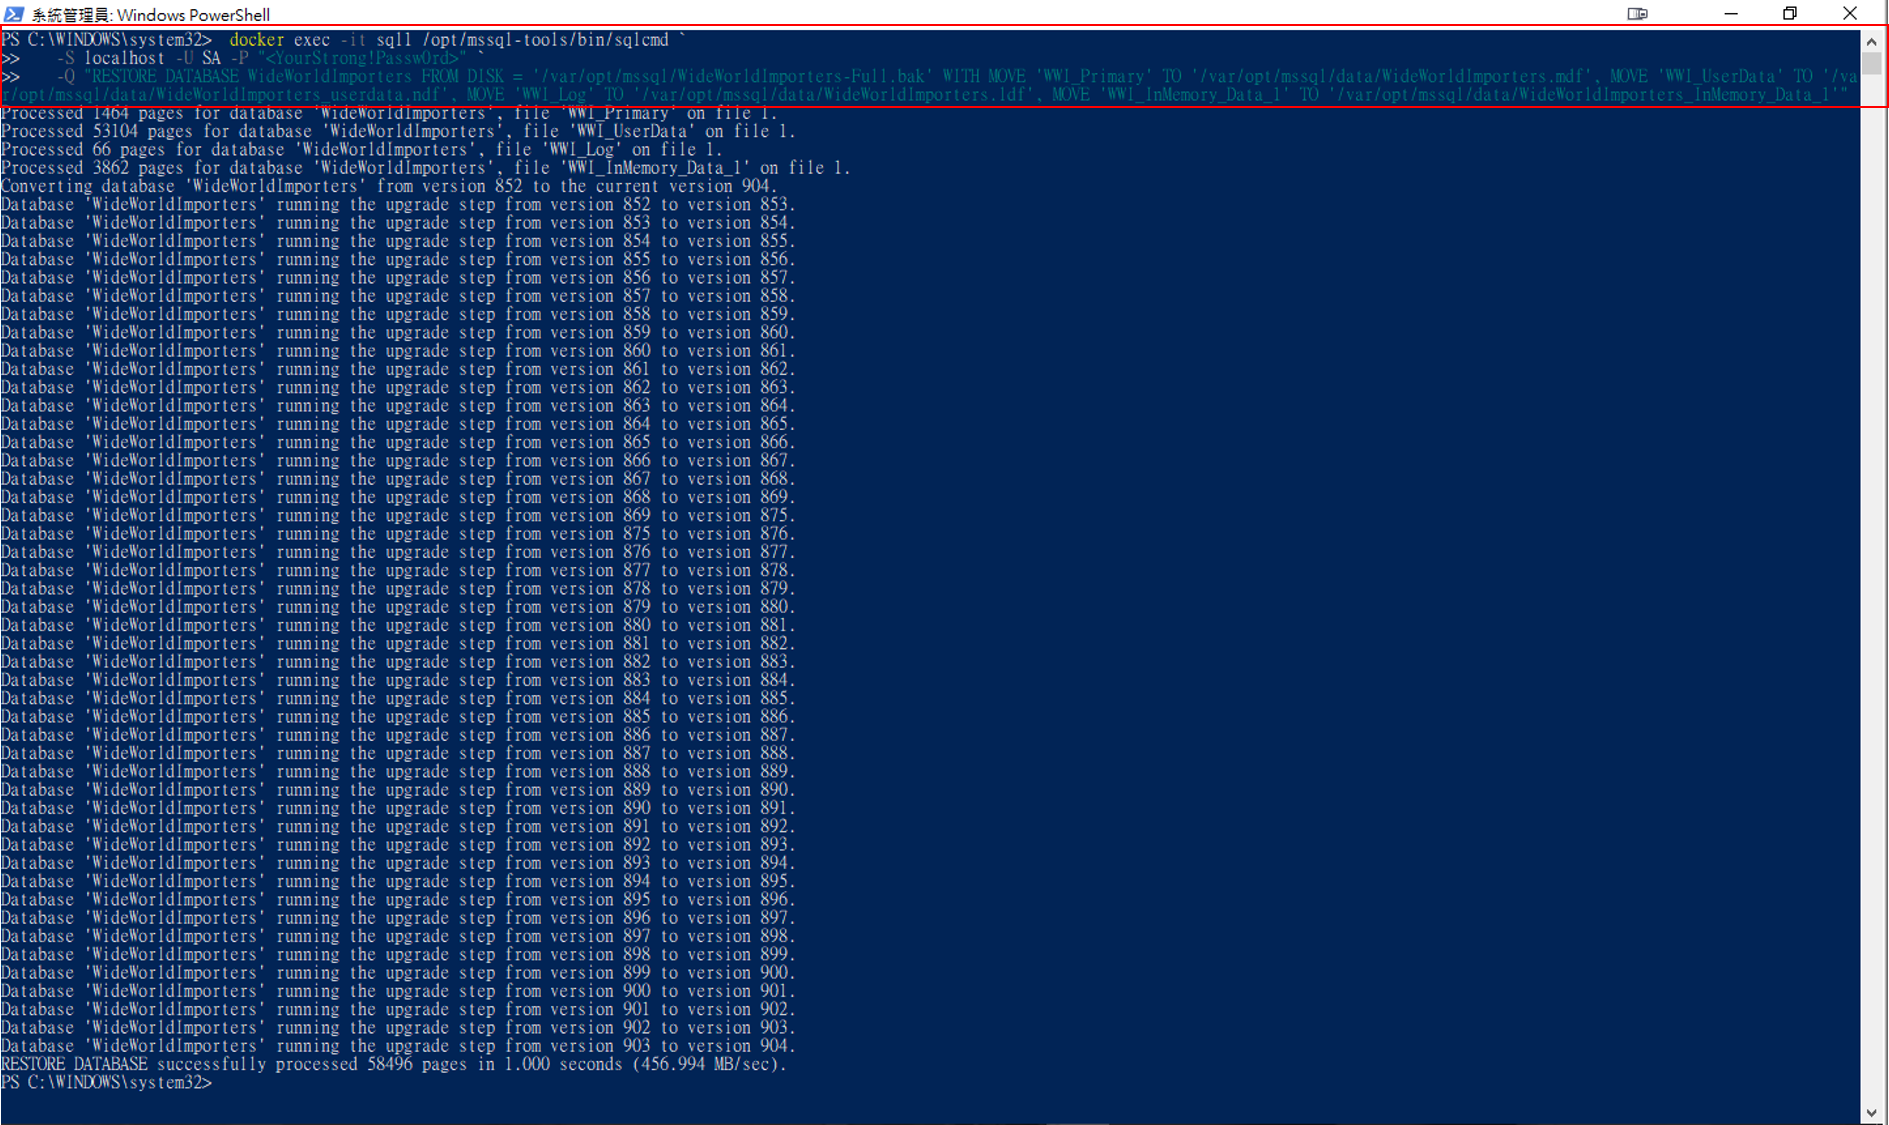 系統管理員: Windows PowerShell
PS C:\WINDOWS\system32>  docker exec -it sql1 /opt/mssql-tools/bin/sqlcmd `
>>    -S localhost -U SA -P "<YourStrong!Passw0rd>" `
>>    -Q "RESTORE DATABASE WideWorldImporters FROM DISK = '/var/opt/mssql/WideWorldImporters-Full.bak' WITH MOVE 'WWI_Primary' TO '/var/opt/mssql/data/WideWorldImporters.mdf', MOVE 'WWI_UserData' TO '/va
r/opt/mssql/data/WideWorldImporters_userdata.ndf', MOVE 'WWI_Log' TO '/var/opt/mssql/data/WideWorldImporters.ldf', MOVE 'WWI_InMemory_Data_1' TO '/var/opt/mssql/data/WideWorldImporters_InMemory_Data_1'"
Processed 1464 pages for database 'WideWorldImporters', file 'WWI_Primary' on file 1.
Processed 53104 pages for database 'WideWorldImporters', file 'WWI_UserData' on file 1.
Processed 66 pages for database 'WideWorldImporters', file 'WWI_Log' on file 1.
Processed 3862 pages for database 'WideWorldImporters', file 'WWI_InMemory_Data_1' on file 1.
Converting database 'WideWorldImporters' from version 852 to the current version 904.
Database 'WideWorldImporters' running the upgrade step from version 852 to version 853.
Database 'WideWorldImporters' running the upgrade step from version 853 to version 854.
Database 'WideWorldImporters' running the upgrade step from version 854 to version 855.
Database 'WideWorldImporters' running the upgrade step from version 855 to version 856.
Database 'WideWorldImporters' running the upgrade step from version 856 to version 857.
Database 'WideWorldImporters' running the upgrade step from version 857 to version 858.
Database 'WideWorldImporters' running the upgrade step from version 858 to version 859.
Database 'WideWorldImporters' running the upgrade step from version 859 to version 860.
Database 'WideWorldImporters' running the upgrade step from version 860 to version 861.
Database 'WideWorldImporters' running the upgrade step from version 861 to version 862.
Database 'WideWorldImporters' running the upgrade step from version 862 to version 863.
Database 'WideWorldImporters' running the upgrade step from version 863 to version 864.
Database 'WideWorldImporters' running the upgrade step from version 864 to version 865.
Database 'WideWorldImporters' running the upgrade step from version 865 to version 866.
Database 'WideWorldImporters' running the upgrade step from version 866 to version 867.
Database 'WideWorldImporters' running the upgrade step from version 867 to version 868.
Database 'WideWorldImporters' running the upgrade step from version 868 to version 869.
Database 'WideWorldImporters' running the upgrade step from version 869 to version 875.
Database 'WideWorldImporters' running the upgrade step from version 875 to version 876.
Database 'WideWorldImporters' running the upgrade step from version 876 to version 877.
Database 'WideWorldImporters' running the upgrade step from version 877 to version 878.
Database 'WideWorldImporters' running the upgrade step from version 878 to version 879.
Database 'WideWorldImporters' running the upgrade step from version 879 to version 880.
Database 'WideWorldImporters' running the upgrade step from version 880 to version 881.
Database 'WideWorldImporters' running the upgrade step from version 881 to version 882.
Database 'WideWorldImporters' running the upgrade step from version 882 to version 883.
Database 'WideWorldImporters' running the upgrade step from version 883 to version 884.
Database 'WideWorldImporters' running the upgrade step from version 884 to version 885.
Database 'WideWorldImporters' running the upgrade step from version 885 to version 886.
Database 'WideWorldImporters' running the upgrade step from version 886 to version 887.
Database 'WideWorldImporters' running the upgrade step from version 887 to version 888.
Database 'WideWorldImporters' running the upgrade step from version 888 to version 889.
Database 'WideWorldImporters' running the upgrade step from version 889 to version 890.
Database 'WideWorldImporters' running the upgrade step from version 890 to version 891.
Database 'WideWorldImporters' running the upgrade step from version 891 to version 892.
Database 'WideWorldImporters' running the upgrade step from version 892 to version 893.
Database 'WideWorldImporters' running the upgrade step from version 893 to version 894.
Database 'WideWorldImporters' running the upgrade step from version 894 to version 895.
Database 'WideWorldImporters' running the upgrade step from version 895 to version 896.
Database 'WideWorldImporters' running the upgrade step from version 896 to version 897.
Database 'WideWorldImporters' running the upgrade step from version 897 to version 898.
Database 'WideWorldImporters' running the upgrade step from version 898 to version 899.
Database 'WideWorldImporters' running the upgrade step from version 899 to version 900.
Database 'WideWorldImporters' running the upgrade step from version 900 to version 901.
Database 'WideWorldImporters' running the upgrade step from version 901 to version 902.
Database 'WideWorldImporters' running the upgrade step from version 902 to version 903.
Database 'WideWorldImporters' running the upgrade step from version 903 to version 904.
RESTORE DATABASE successfully processed 58496 pages in 1.000 seconds (456.994 MB/sec).
PS C:\WINDOWS\system32>